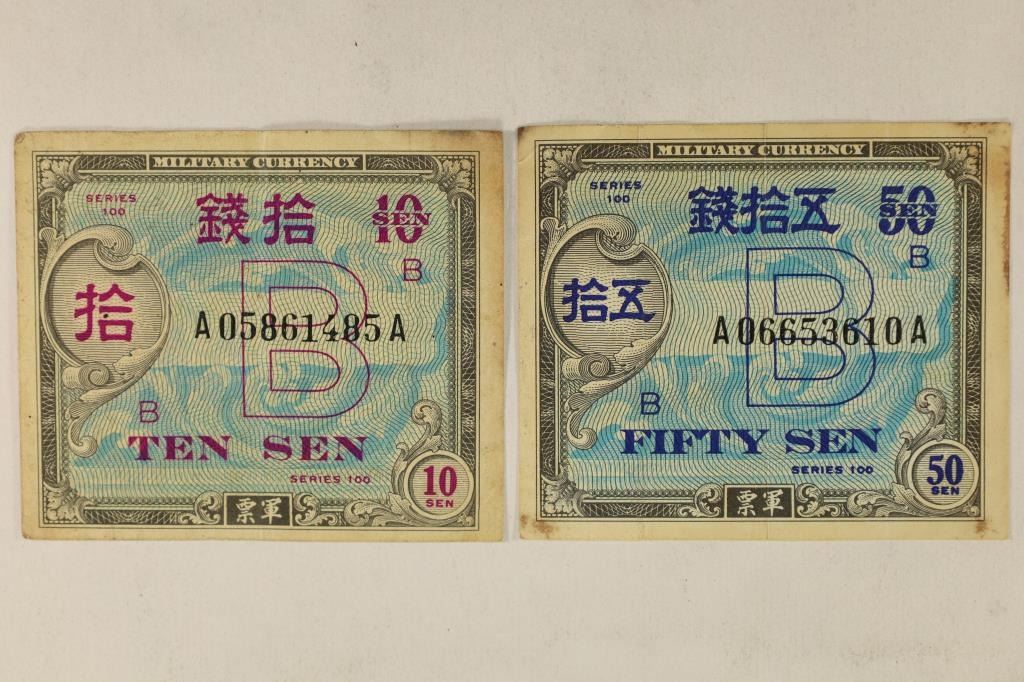 MILITARY CURRENCY
SERIES
100
錢拾
10
SEN
B
拾
B
A05861485A
B
TEN SEN
SERIES 100
10
SEN
票軍
MILITARY CURRENCY
SERIES
100
錢拾五
50
SEN
B
拾五
B
A06653610A
B
FIFTY SEN
SERIES 100
50
SEN
票軍